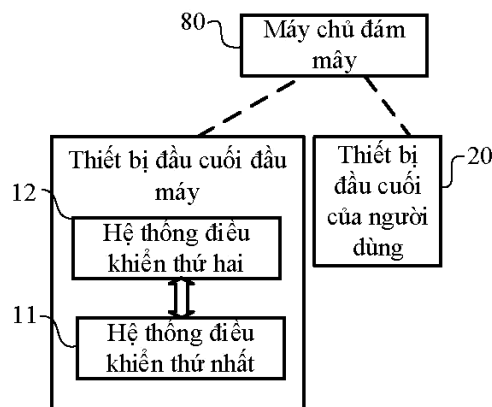 80
Máy chủ đám
mây
Thiết bị đầu cuối đầu
máy
12
Hệ thống điều
khiển thứ hai
11
Hệ thống điều
khiển thứ nhất
Thiết bị
đầu cuối
của người
dùng
20